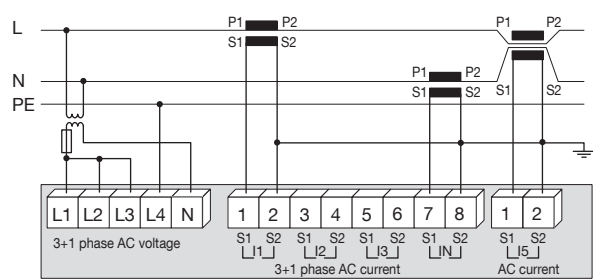 L P1 P2 P1 P2
S1 S2
N P1 P2
S1 S2 S1 S2
PE
L1 L2 L3 L4 N 1 2 3 4 5 6 7 8 1 2
S1 S2 S1 S2 S1 S2 S1 S2 S1 S2
I1 I2 I3 IN I5
3+1 phase AC voltage
3+1 phase AC current
AC current